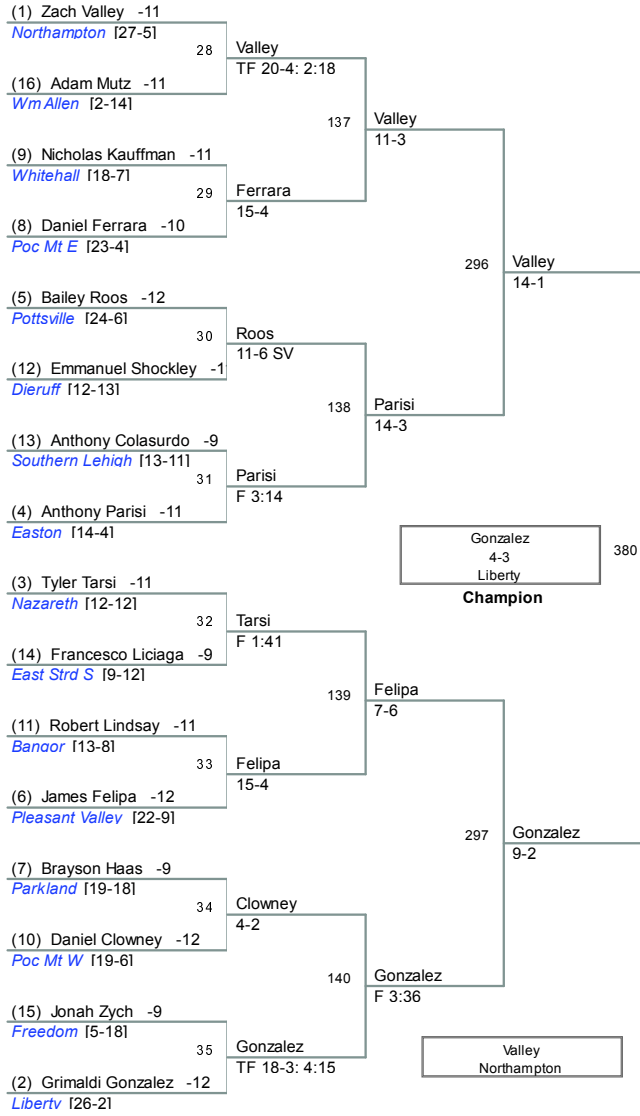 (1) Zach Valley -11
Northampton [27-5]
28
Valley
TF 20-4: 2:18
(16) Adam Mutz -11
Wm Allen [2-14]
137
Valley
11-3
(9) Nicholas Kauffman -11
Whitehall [18-7]
29
Ferrara
15-4
(8) Daniel Ferrara -10
Poc Mt E [23-4]
296
Valley
14-1
(5) Bailey Roos -12
Pottsville [24-6]
30
Roos
11-6 SV
(12) Emmanuel Shockley -1
Dieruff [12-13]
138
Parisi
14-3
(13) Anthony Colasurdo -9
Southern Lehigh [13-11]
31
Parisi
F 3:14
(4) Anthony Parisi -11
Easton [14-4]
Gonzalez
4-3
Liberty
380
Champion
(3) Tyler Tarsi -11
Nazareth [12-12]
32
Tarsi
F 1:41
(14) Francesco Liciaga -9
East Strd S [9-12]
139
Felipa
7-6
(11) Robert Lindsay -11
Bangor [13-8]
33
Felipa
15-4
(6) James Felipa -12
Pleasant Valley [22-9]
297
Gonzalez
9-2
(7) Brayson Haas -9
Parkland [19-18]
34
Clowney
4-2
(10) Daniel Clowney -12
Poc Mt W [19-6]
140
Gonzalez
F 3:36
(15) Jonah Zych -9
Freedom [5-18]
35
Gonzalez
TF 18-3: 4:15
(2) Grimaldi Gonzalez -12
Liberty [26-2]
Valley
Northampton